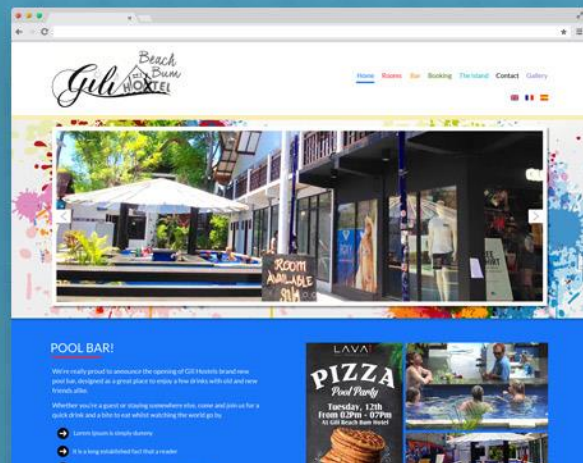 Beach
Bum
Gili HOXTEL
Home Rooms Bar Booking The Island Contact Gallery
ROOM
AVAILABLE
POOL BAR!
We're really proud to announce the opening of Gili Hostels brand new
pool bar, designed as a great place to enjoy a few drinks with old and new
friends alike.
Whether you're a guest or staying somewhere else, come and join us for a
quick drink and a bite to eat whilst watching the world go by.
Lorem Ipsum is simply dummy
It is a long established fact that a reader
LAVA!
PIZZA
Pool Party
Tuesday, 12th
From 02Pm - 07Pm
At Gili Beach Bum Hotel